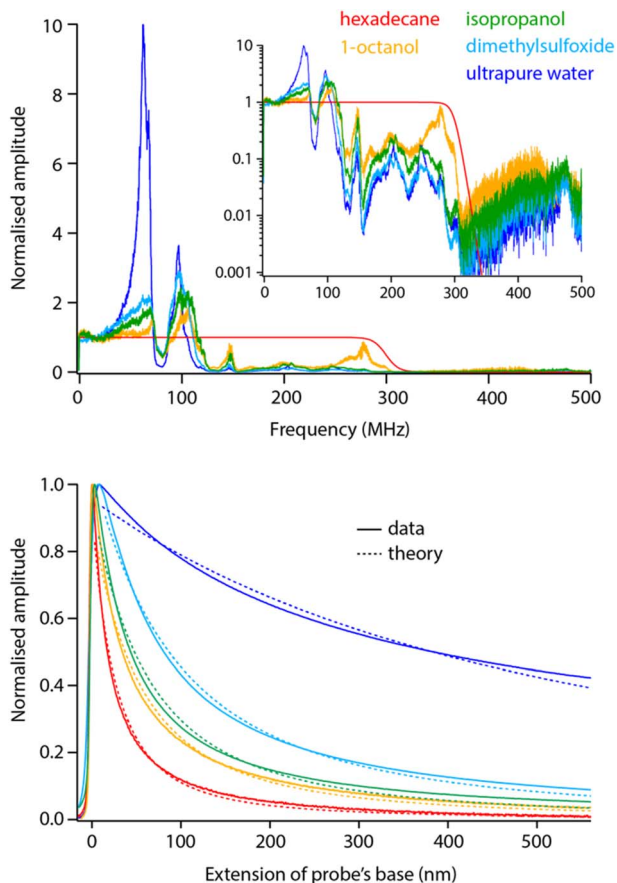 hexadecane
isopropanol
1-octanol
dimethylsulfoxide
ultrapure water
10
8
6
4
2
0
Normalised amplitude
10
1
0.1
0.01
0.001
0 100 200 300 400 500
0 100 200 300 400 500
Frequency (MHz)
1.0
0.8
0.6
0.4
0.2
0.0
Normalised amplitude
data
theory
0 100 200 300 400 500
Extension of probe's base (nm)